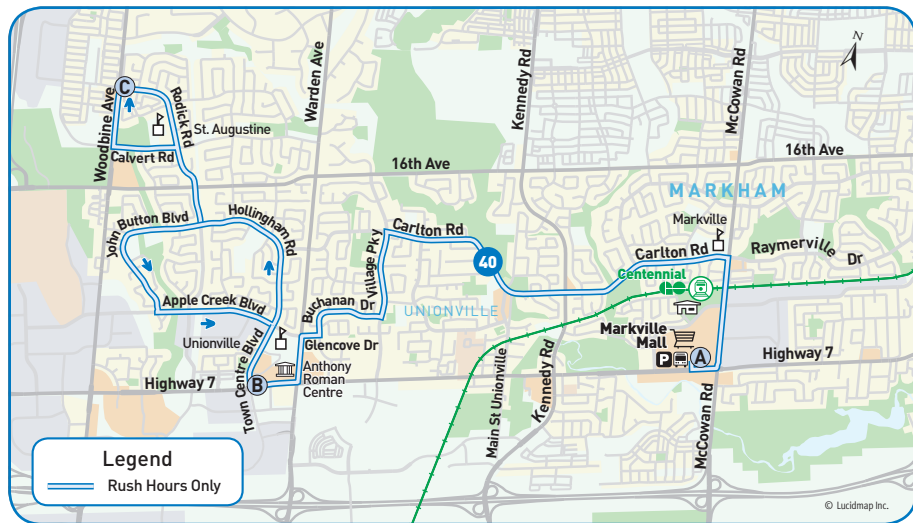 N
Kennedy Rd
Warden Ave
McCowan Rd
C
Woodbine Ave
Rodick Rd
St. Augustine
Calvert Rd
16th Ave
16th Ave
MARKHAM
Markville
John Button Blvd
Hollingham Rd
Village Pky
Carlton Rd
40
Carlton Rd
Raymerville
Dr
Centennial
Apple Creek Blvd
Buchanan Dr
UNIONVILLE
Unionville
Glencove Dr
Markville
Mall
P
A
Highway 7
Anthony
Roman
Centre
Highway 7
B
Town Centre Blvd
Main St Unionville
Kennedy Rd
McCowan Rd
Legend
Rush Hours Only
© Lucidmap Inc.